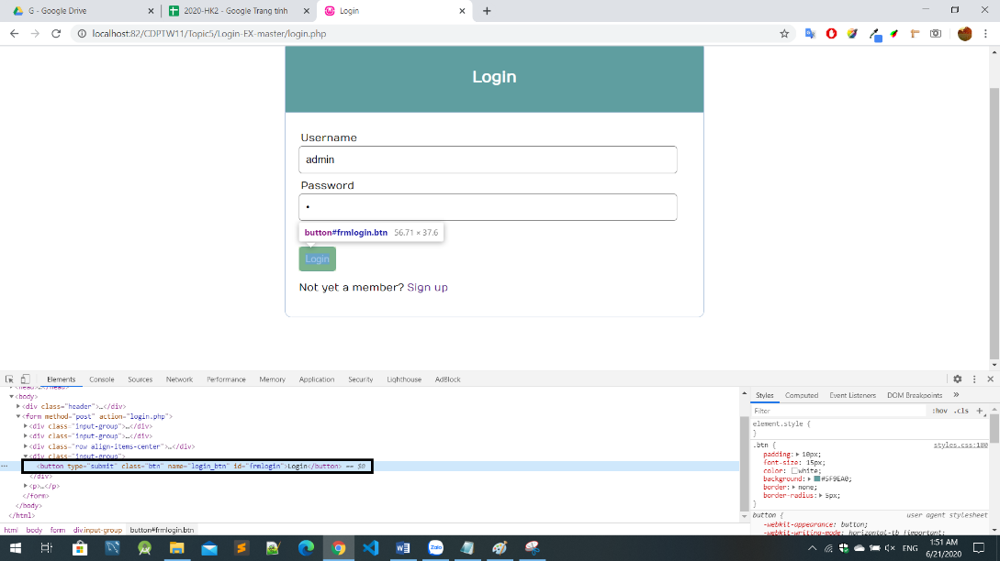 G - Google Drive
2020-HK2 - Google Trang tính
Login
localhost:82/CDPTW11/Topic5/Login-EX-master/login.php
Login
Username
admin
Password
button#frmlogin.btn 56.71 × 37.6
Login
Not yet a member? Sign up
Elements Console Sources Network Performance Memory Application Security Lighthouse AdBlock
<head>…</head>
<body>
<div class="header">…</div>
<form method="post" action="login.php">
<div class="input-group">…</div>
<div class="input-group">…</div>
<div class="row align-items-center">…</div>
<div class="input-group">
<button type="submit" class="btn" name="login_btn" id="frmlogin">Login</button> == $0
</div>
<p>…</p>
</form>
</body>
</html>
html body form div.input-group button#frmlogin.btn
Styles Computed Event Listeners DOM Breakpoints »
Filter :hov .cls +
element.style {
}
.btn { styles.css:180
padding: 10px;
font-size: 15px;
color: white;
background: #5F9EA0;
border: none;
border-radius: 5px;
}
button { user agent stylesheet
-webkit-appearance: button;
-webkit-writing-mode: horizontal-tb !important;
ENG
1:51 AM
6/21/2020